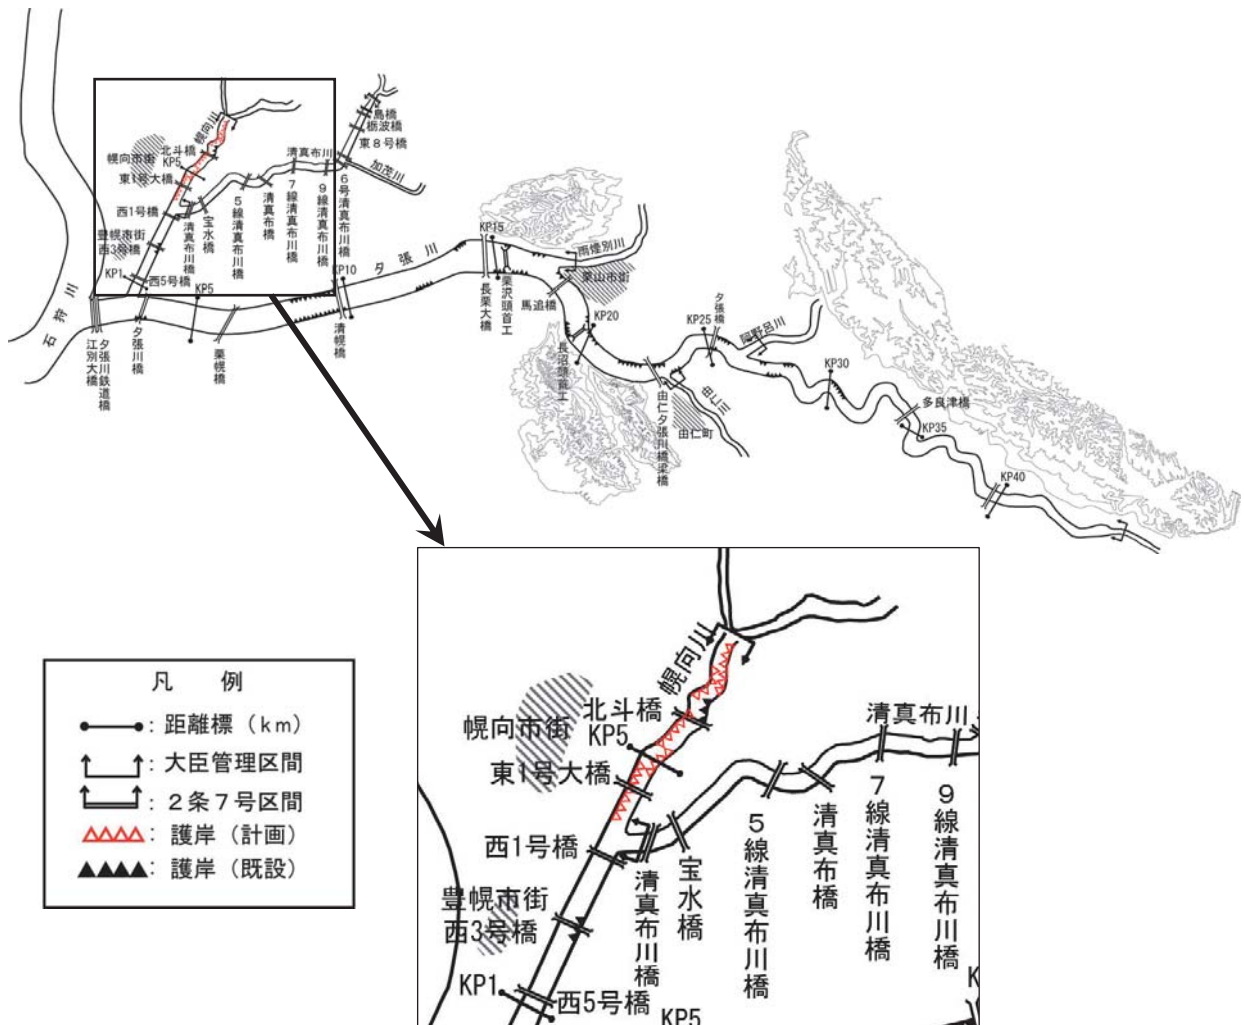 幌向川
北斗橋
幌向市街
KP5
東1号大橋
西1号橋
豊幌市街
西3号橋
KP1
西5号橋
清真布川橋
宝水橋
5線清真布川橋
清真布橋
7線清真布川橋
9線清真布川橋
6号清真布川橋
清真布川
鳥橋
栃波橋
東8号橋
加茂川
石狩川
江別大橋
夕張川鉄道橋
夕張川橋
KP5
栗幌橋
KP10
清幌橋
夕張川
KP15
長栗大橋
栗沢頭首工
雨煙別川
東山市街
馬追橋
KP20
長沼頭首工
KP25
夕張橋
阿野呂川
由仁夕張川橋梁橋
由仁川
由仁町
KP30
多良津橋
KP35
KP40
凡 例
: 距離標(km)
: 大臣管理区間
: 2条7号区間
: 護岸(計画)
: 護岸(既設)
幌向川
北斗橋
幌向市街
KP5
東1号大橋
西1号橋
豊幌市街
西3号橋
KP1
西5号橋
KP5
清真布川橋
宝水橋
5線清真布川橋
清真布橋
7線清真布川橋
9線清真布川橋
清真布川
K